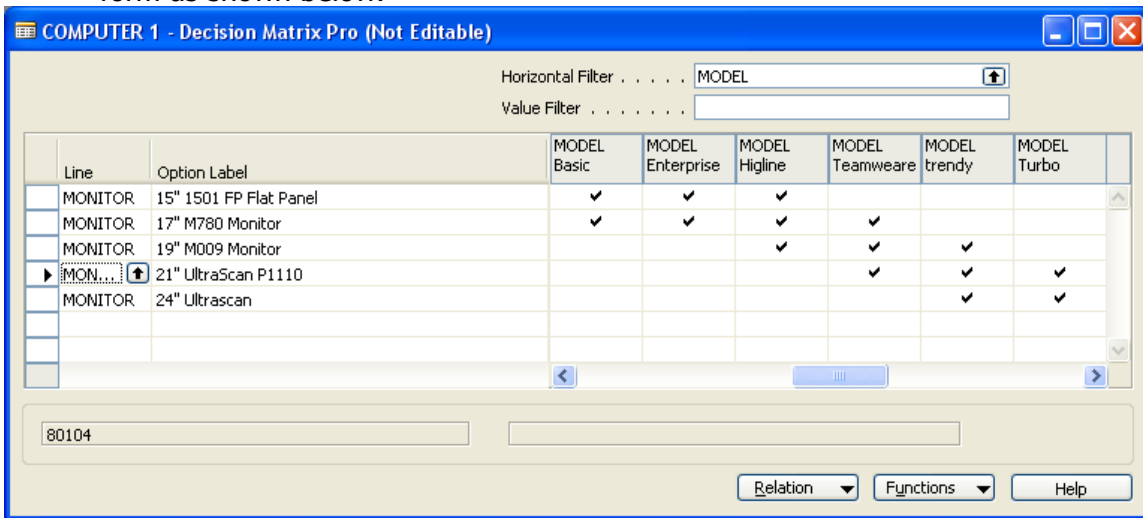 COMPUTER 1 - Decision Matrix Pro (Not Editable)
Horizontal Filter . . . . . MODEL
Value Filter . . . . . . .
Line Option Label MODEL Basic MODEL Enterprise MODEL Higline MODEL Teamweare MODEL trendy MODEL Turbo
MONITOR 15" 1501 FP Flat Panel
MONITOR 17" M780 Monitor
MONITOR 19" M009 Monitor
MON... 21" UltraScan P1110
MONITOR 24" Ultrascan
80104
Relation Functions Help